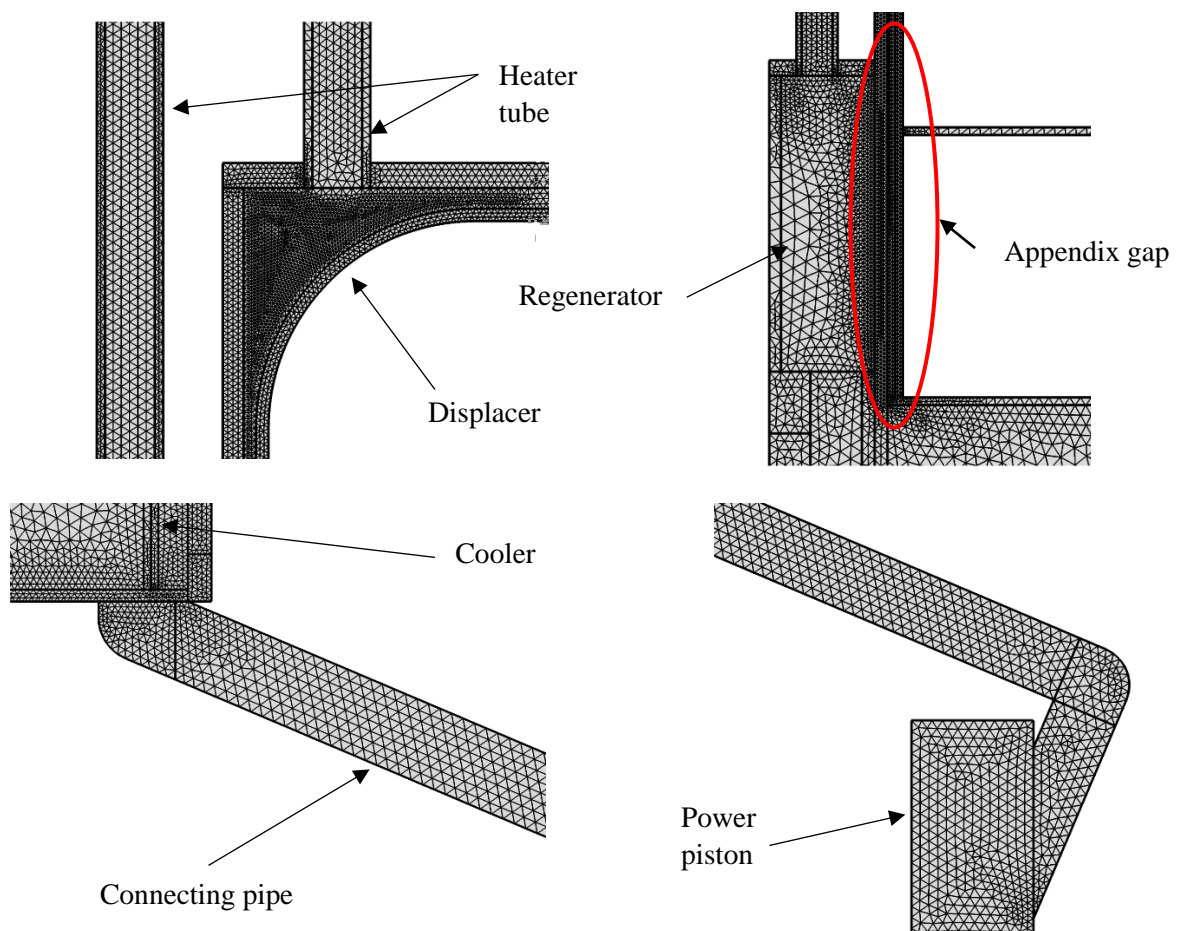 Heater
tube
Appendix gap
Regenerator
Displacer
Cooler
Power
piston
Connecting pipe